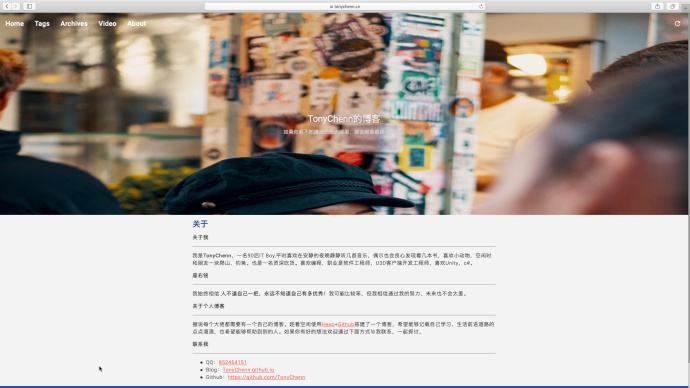 tonychenn.cn
Home Tags Archives Video About
TonyChenn的博客
关于
关于我
我是TonyChenn，一名90后IT Boy,平时喜欢在安静的夜晚静静听几首音乐，偶尔也会良心发现看几本书，喜欢小动物，空闲时
和朋友一块爬山、钓鱼。也是一名资深吃货。喜欢编程，职业是软件工程师，U3D客户端开发工程师，喜欢Unity，c#。
座右铭
我始终相信 人不逼自己一把，永远不知道自己有多优秀！我可能比较笨，但我相信通过我的努力，未来也不会太差。
关于个人博客
据说每个大佬都需要有一个自己的博客。趁着空闲使用Hexo+Github搭建了一个博客，希望能够记载自己学习、生活前进道路的
点点滴滴，也希望能够帮助到别的人。如果你有好的想法欢迎通过下面方式与我联系，一起探讨。
联系我
QQ：852484151
Blog：TonyChenn.github.io
Github：https://github.com/TonyChenn